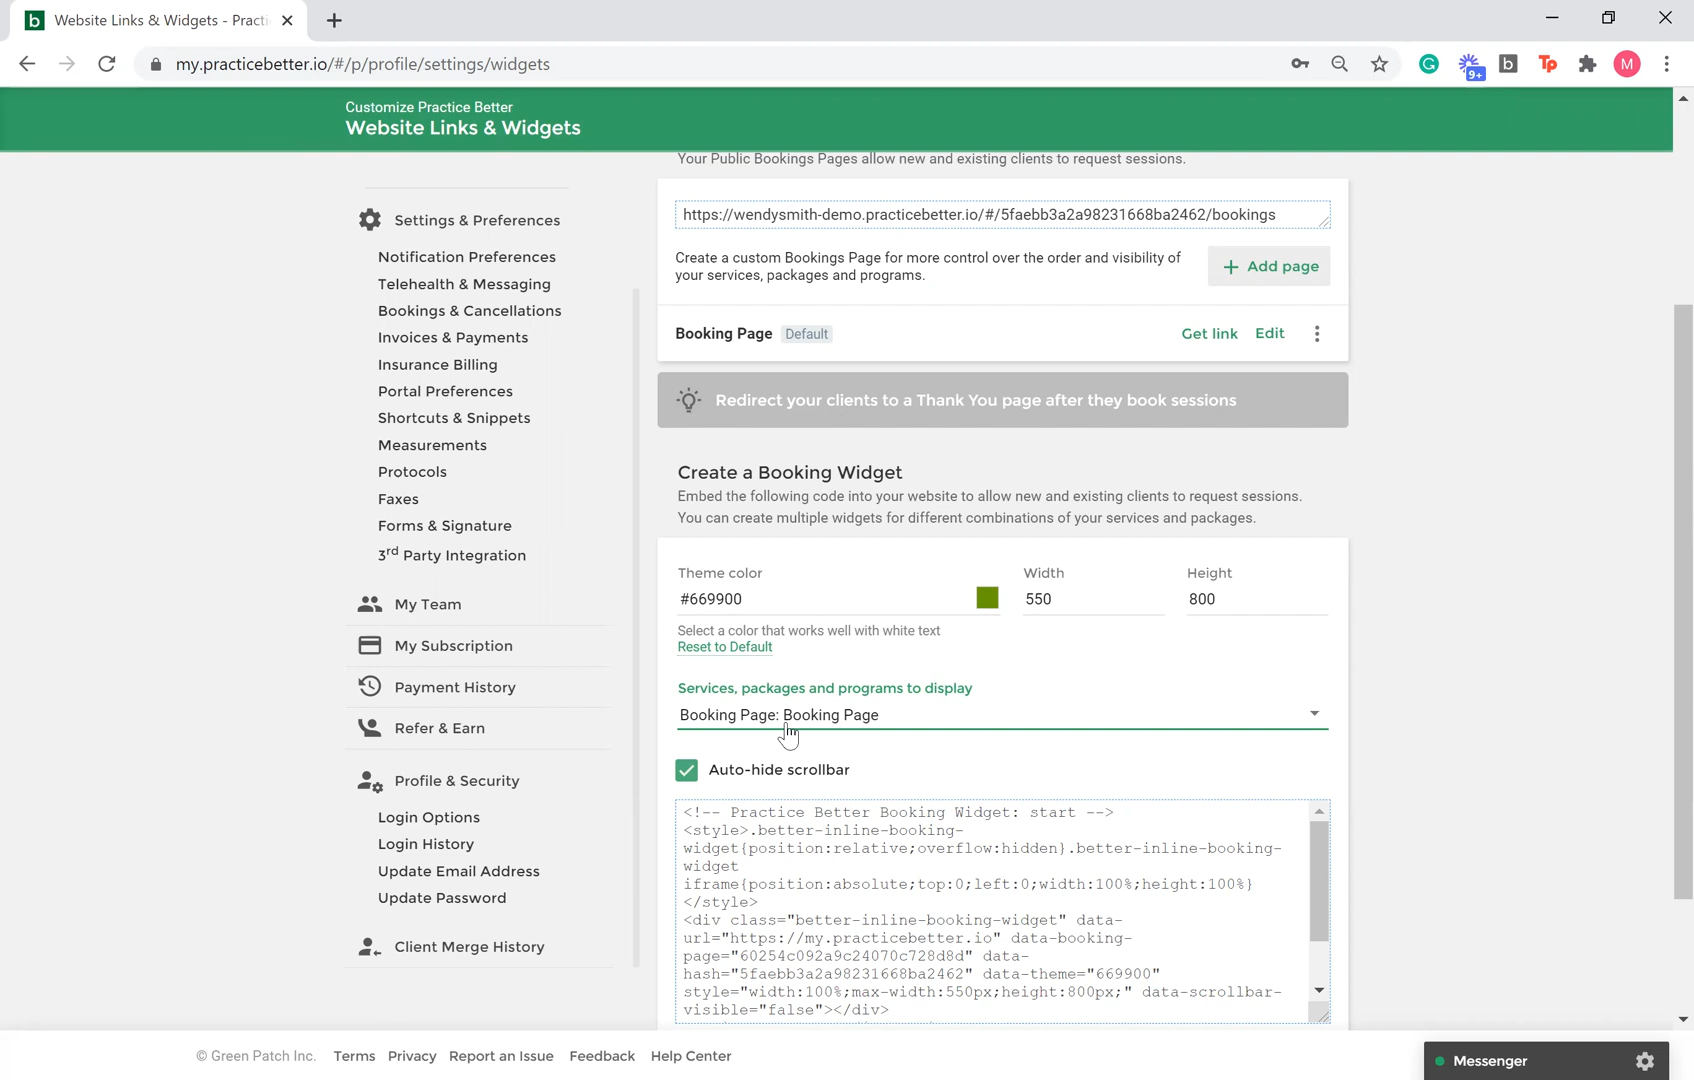 Website Links & Widgets - Practi
my.practicebetter.io/#/p/profile/settings/widgets
9+
M
Customize Practice Better
Website Links & Widgets
Settings & Preferences
Notification Preferences
Telehealth & Messaging
Bookings & Cancellations
Invoices & Payments
Insurance Billing
Portal Preferences
Shortcuts & Snippets
Measurements
Protocols
Faxes
Forms & Signature
3rd Party Integration
My Team
My Subscription
Payment History
Refer & Earn
Profile & Security
Login Options
Login History
Update Email Address
Update Password
Client Merge History
Your Public Bookings Pages allow new and existing clients to request sessions.
https://wendysmith-demo.practicebetter.io/#/5faebb3a2a98231668ba2462/bookings
Create a custom Bookings Page for more control over the order and visibility of
your services, packages and programs.
+ Add page
Booking Page Default
Get link Edit
Redirect your clients to a Thank You page after they book sessions
Create a Booking Widget
Embed the following code into your website to allow new and existing clients to request sessions.
You can create multiple widgets for different combinations of your services and packages.
Theme color Width Height
#669900 550 800
Select a color that works well with white text
Reset to Default
Services, packages and programs to display
Booking Page: Booking Page
Auto-hide scrollbar
<!-- Practice Better Booking Widget: start -->
<style>.better-inline-booking-
widget{position:relative;overflow:hidden}.better-inline-booking-
widget
iframe{position:absolute;top:0;left:0;width:100%;height:100%}
</style>
<div class="better-inline-booking-widget" data-
url="https://my.practicebetter.io" data-booking-
page="60254c092a9c24070c728d8d" data-
hash="5faebb3a2a98231668ba2462" data-theme="669900"
style="width:100%;max-width:550px;height:800px;" data-scrollbar-
visible="false"></div>
© Green Patch Inc. Terms Privacy Report an Issue Feedback Help Center
Messenger